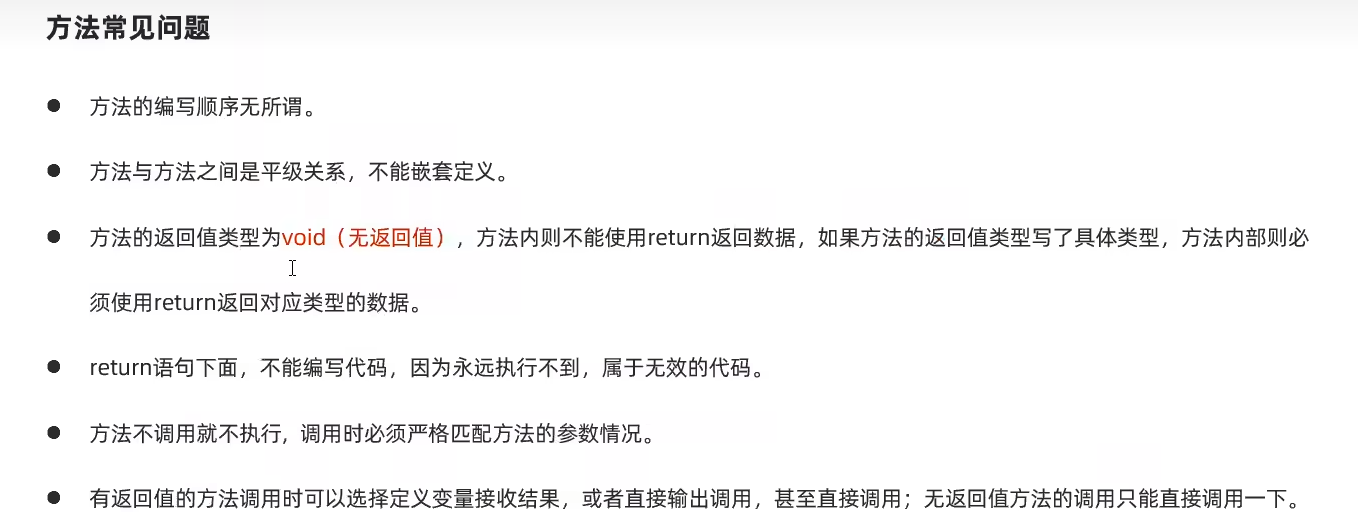 方法常见问题
● 方法的编写顺序无所谓。
● 方法与方法之间是平级关系，不能嵌套定义。
● 方法的返回值类型为void（无返回值），方法内则不能使用return返回数据，如果方法的返回值类型写了具体类型，方法内部则必
须使用return返回对应类型的数据。
● return语句下面，不能编写代码，因为永远执行不到，属于无效的代码。
● 方法不调用就不执行, 调用时必须严格匹配方法的参数情况。
● 有返回值的方法调用时可以选择定义变量接收结果，或者直接输出调用，甚至直接调用；无返回值方法的调用只能直接调用一下。